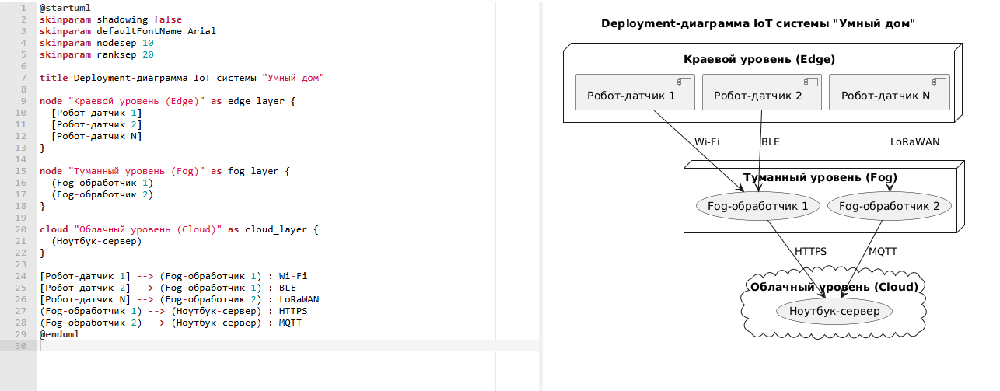 1 @startuml
2 skinparam shadowing false
3 skinparam defaultFontName Arial
4 skinparam nodesep 10
5 skinparam ranksep 20
6
7 title Deployment-диаграмма IoT системы "Умный дом"
8
9 node "Краевой уровень (Edge)" as edge_layer {
10 [Робот-датчик 1]
11 [Робот-датчик 2]
12 [Робот-датчик N]
13 }
14
15 node "Туманный уровень (Fog)" as fog_layer {
16 (Fog-обработчик 1)
17 (Fog-обработчик 2)
18 }
19
20 cloud "Облачный уровень (Cloud)" as cloud_layer {
21 (Ноутбук-сервер)
22 }
23
24 [Робот-датчик 1] --> (Fog-обработчик 1) : Wi-Fi
25 [Робот-датчик 2] --> (Fog-обработчик 1) : BLE
26 [Робот-датчик N] --> (Fog-обработчик 2) : LoRaWAN
27 (Fog-обработчик 1) --> (Ноутбук-сервер) : HTTPS
28 (Fog-обработчик 2) --> (Ноутбук-сервер) : MQTT
29 @enduml
30
Deployment-диаграмма IoT системы "Умный дом"
Краевой уровень (Edge)
Робот-датчик 1 Робот-датчик 2 Робот-датчик N
Wi-Fi BLE LoRaWAN
Туманный уровень (Fog)
Fog-обработчик 1 Fog-обработчик 2
HTTPS MQTT
Облачный уровень (Cloud)
Ноутбук-сервер